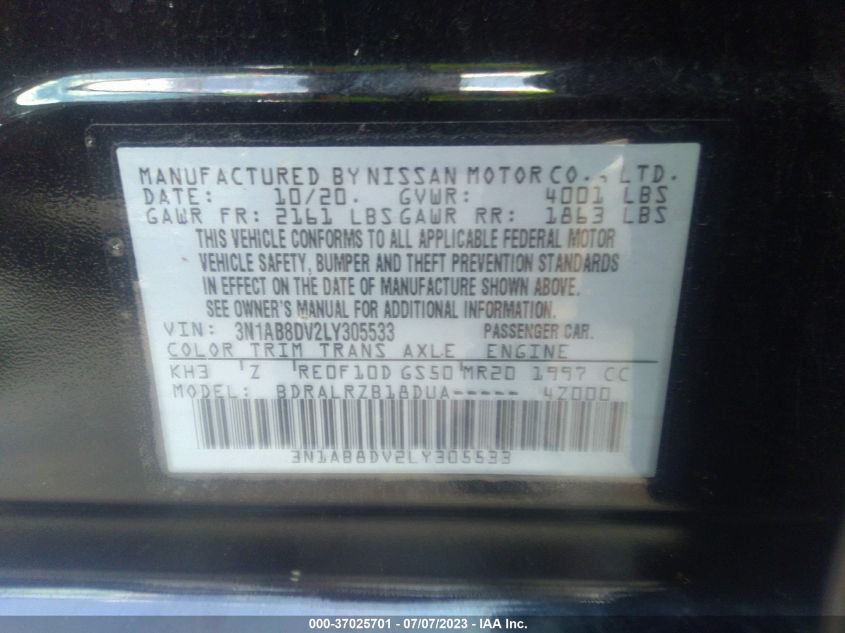 MANUFACTURED BY NISSAN MOTOR CO., LTD.
DATE: 10/20. GVWR: 4001 LBS
GAWR FR: 2161 LBS GAWR RR: 1863 LBS
THIS VEHICLE CONFORMS TO ALL APPLICABLE FEDERAL MOTOR
VEHICLE SAFETY, BUMPER AND THEFT PREVENTION STANDARDS
IN EFFECT ON THE DATE OF MANUFACTURE SHOWN ABOVE.
SEE OWNER'S MANUAL FOR ADDITIONAL INFORMATION.
VIN: 3N1AB8DV2LY305533 PASSENGER CAR.
COLOR TRIM TRANS AXLE ENGINE
KH3 Z RE0F10D GS50 MR20 1997 CC
MODEL: BDRALRZB18DUA----- 4Z000
3N1AB8DV2LY305533
000-37025701 - 07/07/2023 - IAA Inc.